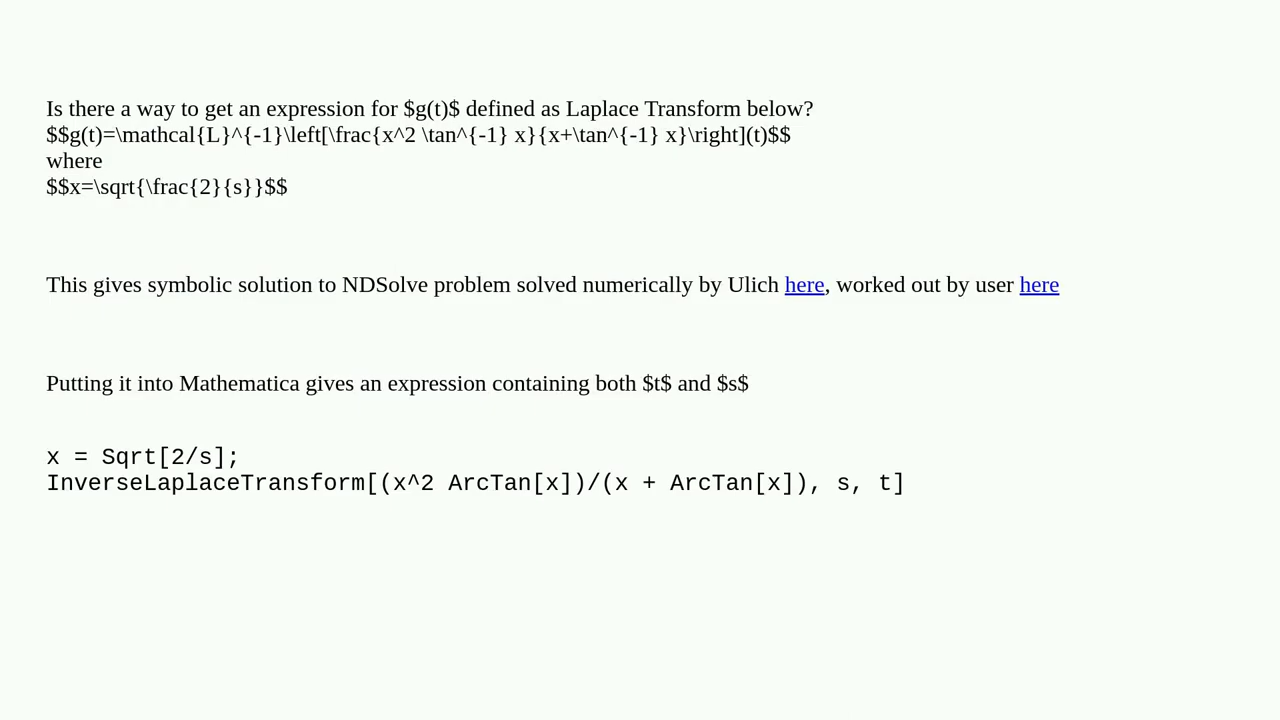 Is there a way to get an expression for $g(t)$ defined as Laplace Transform below?
$$g(t)=\mathcal{L}^{-1}\left[\frac{x^2 \tan^{-1} x}{x+\tan^{-1} x}\right](t)$$
where
$$x=\sqrt{\frac{2}{s}}$$
This gives symbolic solution to NDSolve problem solved numerically by Ulich here, worked out by user here
Putting it into Mathematica gives an expression containing both $t$ and $s$
x = Sqrt[2/s];
InverseLaplaceTransform[(x^2 ArcTan[x])/(x + ArcTan[x]), s, t]